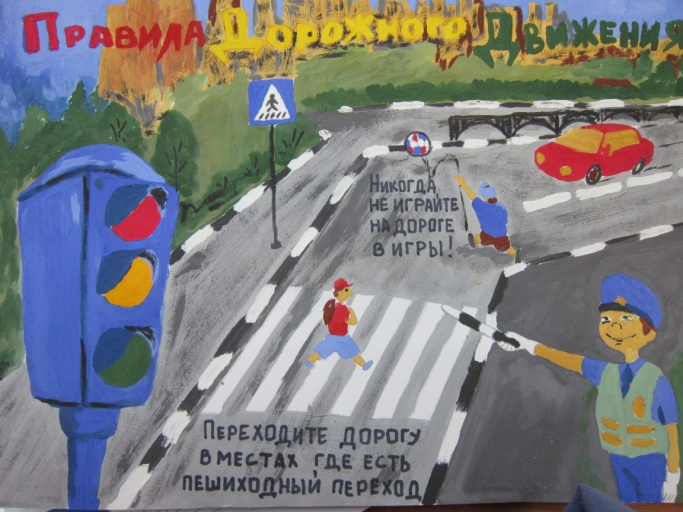 Правила Дорожного Движения
Никогда
не играйте
на дороге
в игры!
Переходите дорогу
в местах где есть
пешиходный переход